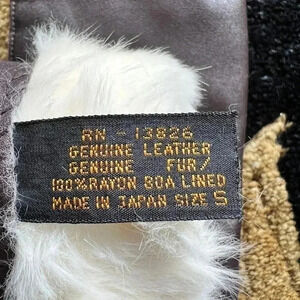 RN - 13826
GENUINE LEATHER
GENUINE FUR/
100% RAYON BOA LINED
MADE IN JAPAN SIZE S